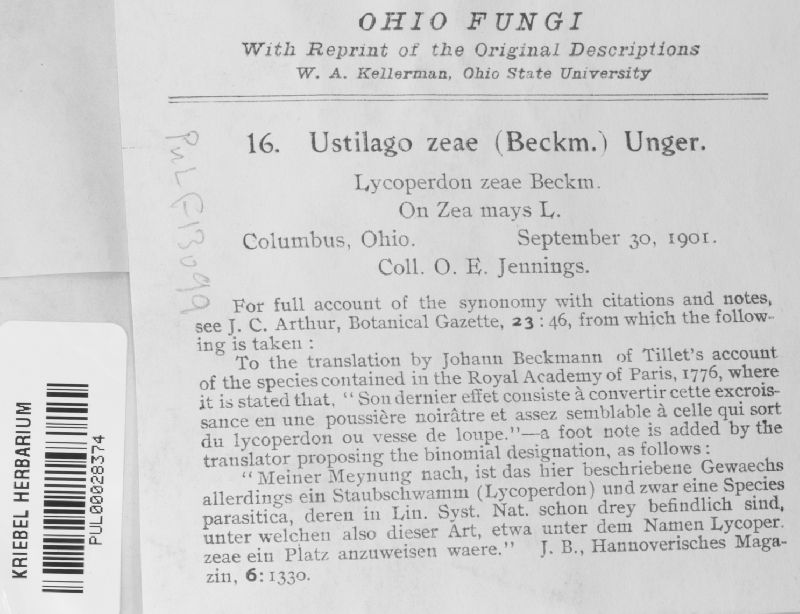 OHIO FUNGI
With Reprint of the Original Descriptions
W. A. Kellerman, Ohio State University
16. Ustilago zeae (Beckm.) Unger.
Lycoperdon zeae Beckm.
On Zea mays L.
Columbus, Ohio. September 30, 1901.
Coll. O. E. Jennings.
For full account of the synonomy with citations and notes,
see J. C. Arthur, Botanical Gazette, 23 : 46, from which the follow-
ing is taken :
To the translation by Johann Beckmann of Tillet's account
of the species contained in the Royal Academy of Paris, 1776, where
it is stated that, "Son dernier effet consiste à convertir cette excrois-
sance en une poussière noirâtre et assez semblable à celle qui sort
du lycoperdon ou vesse de loupe."—a foot note is added by the
translator proposing the binomial designation, as follows :
"Meiner Meynung nach, ist das hier beschriebene Gewaechs
allerdings ein Staubschwamm (Lycoperdon) und zwar eine Species
parasitica, deren in Lin. Syst. Nat. schon drey befindlich sind,
unter welchen also dieser Art, etwa unter dem Namen Lycoper.
zeae ein Platz anzuweisen waere." J. B., Hannoverisches Maga-
zin, 6: 1330.
PUL F13099
KRIEBEL HERBARIUM
PUL00028374